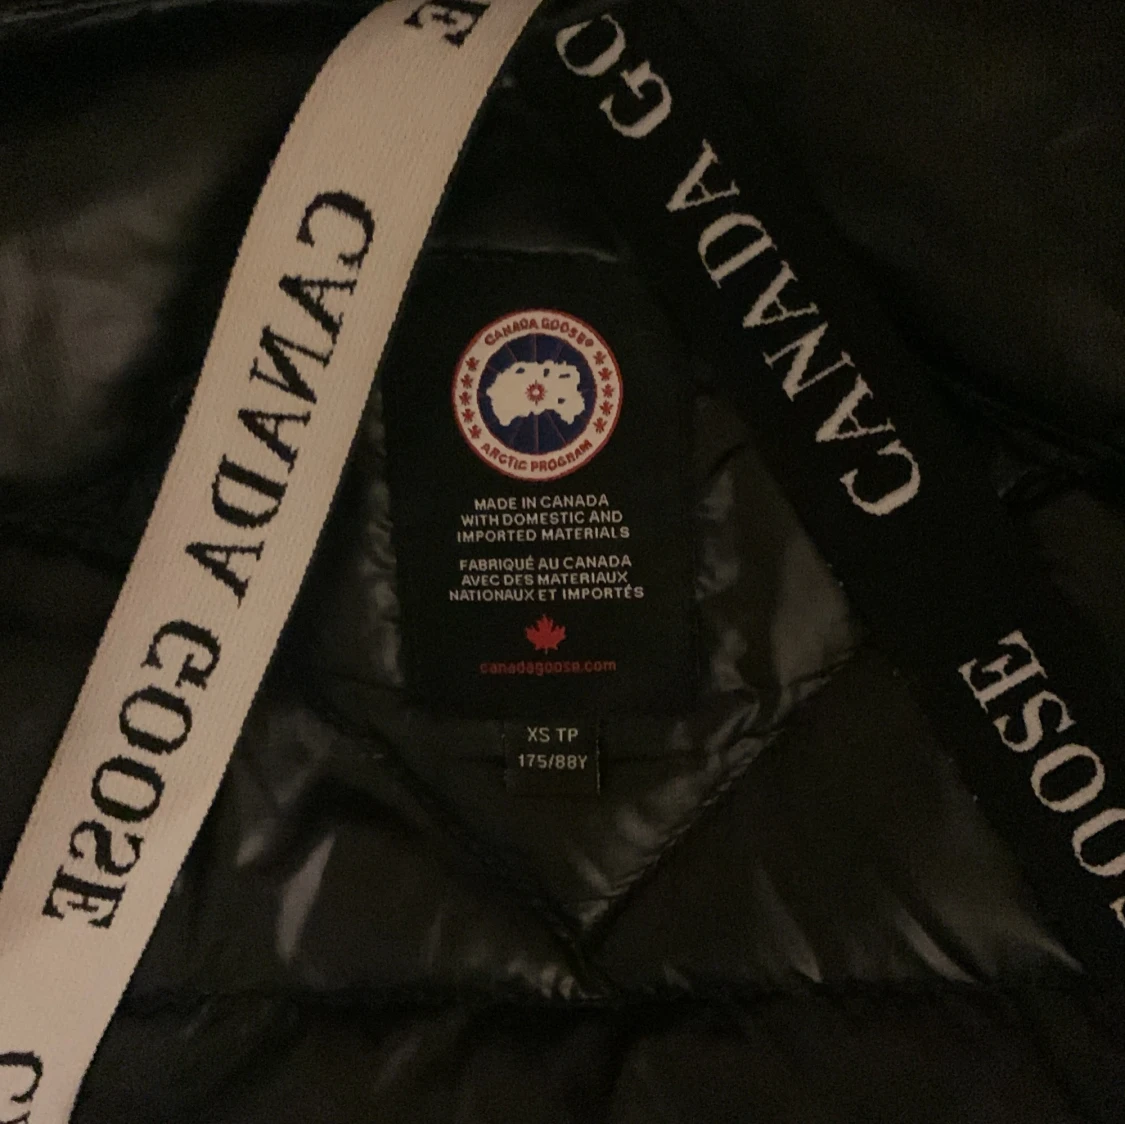 E
CANADA GOOSE
C
CANADA GO
OOSE
CANADA GOOSE®
ARCTIC PROGRAM
MADE IN CANADA
WITH DOMESTIC AND
IMPORTED MATERIALS
FABRIQUÉ AU CANADA
AVEC DES MATERIAUX
NATIONAUX ET IMPORTÉS
canadagoose.com
XS TP
175/88Y